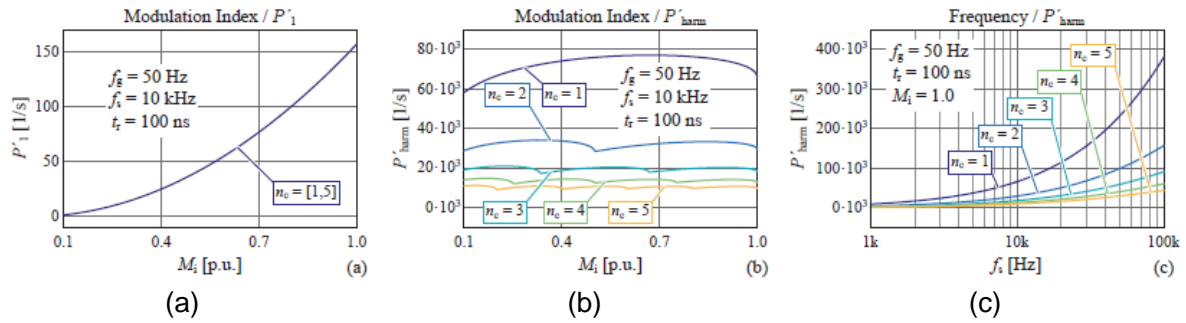 Modulation Index / P´1
150
100
50
0
P´1 [1/s]
fg = 50 Hz
fs = 10 kHz
tr = 100 ns
nc = [1,5]
0.1
0.4
0.7
1.0
Mi [p.u.]
(a)
(a)
Modulation Index / P´harm
80·10³
60·10³
40·10³
20·10³
0·10³
P´harm [1/s]
fg = 50 Hz
fs = 10 kHz
tr = 100 ns
nc = 2
nc = 1
nc = 3
nc = 4
nc = 5
0.1
0.4
0.7
1.0
Mi [p.u.]
(b)
(b)
Frequency / P´harm
400·10³
300·10³
200·10³
100·10³
0·10³
P´harm [1/s]
fg = 50 Hz
tr = 100 ns
Mi = 1.0
nc = 5
nc = 4
nc = 3
nc = 2
nc = 1
1k
10k
100k
fs [Hz]
(c)
(c)